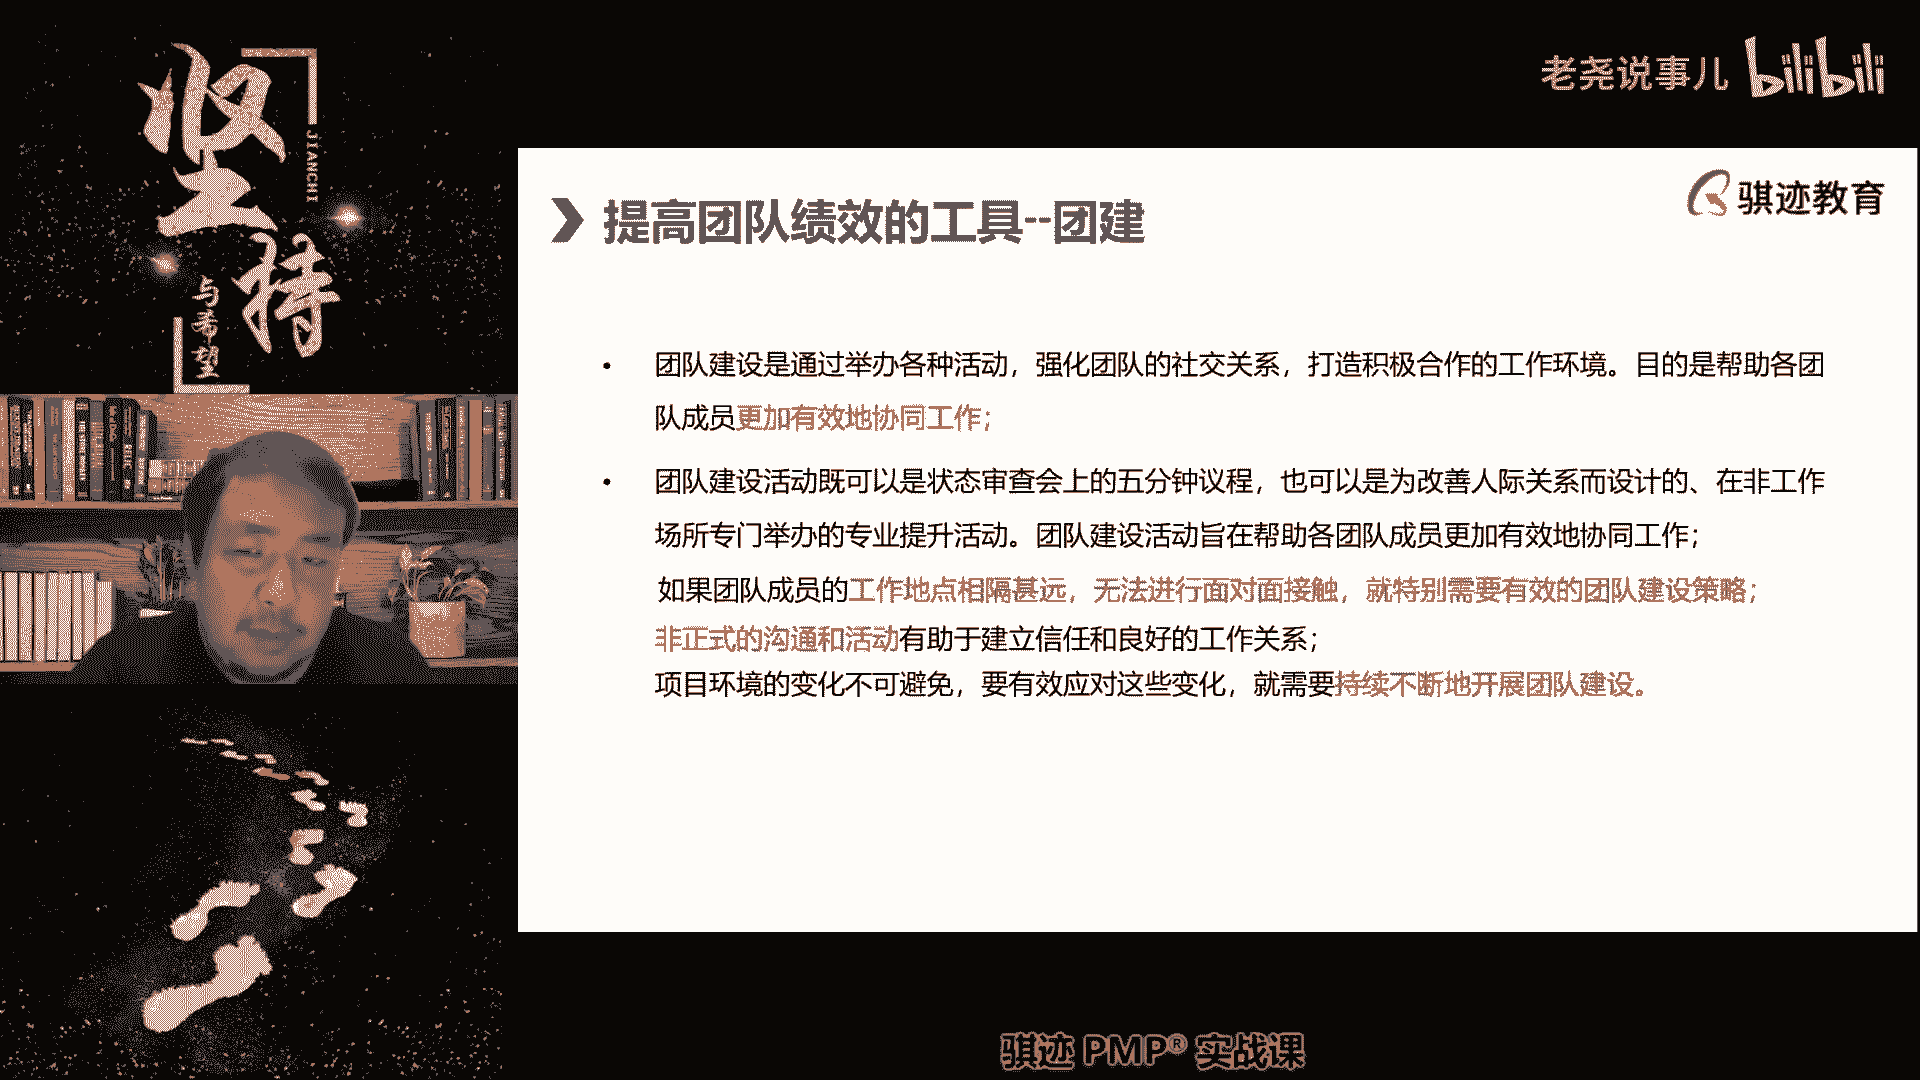 坚持
JIANCHI
与希望
老尧说事儿 bilibili
骐迹教育
提高团队绩效的工具--团建
• 团队建设是通过举办各种活动，强化团队的社交关系，打造积极合作的工作环境。目的是帮助各团
队成员更加有效地协同工作；
• 团队建设活动既可以是状态审查会上的五分钟议程，也可以是为改善人际关系而设计的、在非工作
场所专门举办的专业提升活动。团队建设活动旨在帮助各团队成员更加有效地协同工作；
如果团队成员的工作地点相隔甚远，无法进行面对面接触，就特别需要有效的团队建设策略；
非正式的沟通和活动有助于建立信任和良好的工作关系；
项目环境的变化不可避免，要有效应对这些变化，就需要持续不断地开展团队建设。
骐迹 PMP® 实战课